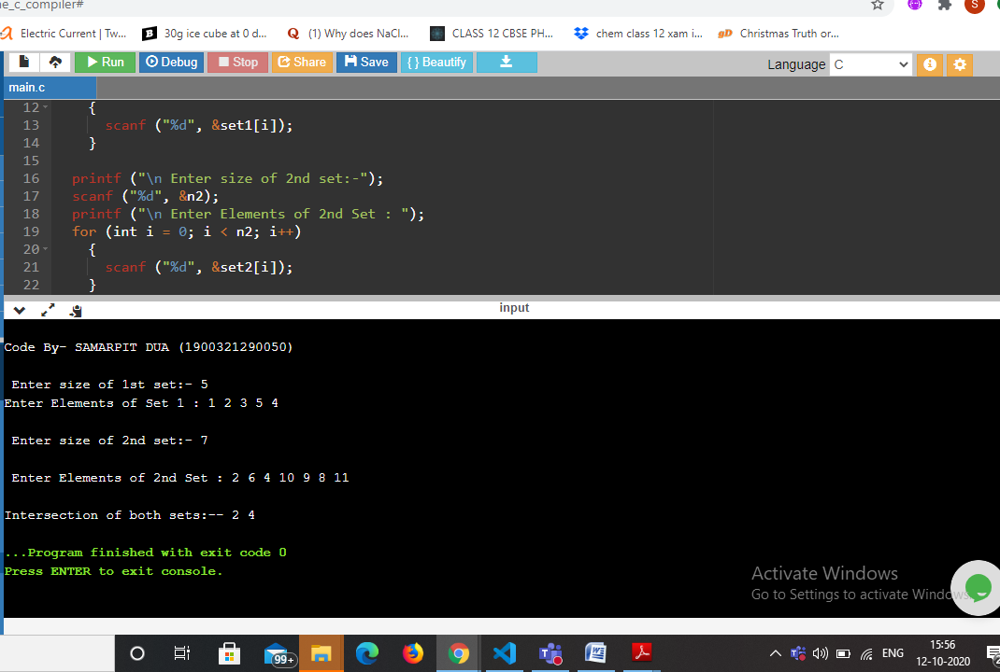 ne_c_compiler#
S
Electric Current | Tw...
B 30g ice cube at 0 d...
Q (1) Why does NaCl...
CLASS 12 CBSE PH...
chem class 12 xam i...
gD Christmas Truth or...
Run Debug Stop Share Save { } Beautify
Language C
main.c
12 {
13 scanf ("%d", &set1[i]);
14 }
15
16 printf ("\n Enter size of 2nd set:-");
17 scanf ("%d", &n2);
18 printf ("\n Enter Elements of 2nd Set : ");
19 for (int i = 0; i < n2; i++)
20 {
21 scanf ("%d", &set2[i]);
22 }
input
Code By- SAMARPIT DUA (1900321290050)
Enter size of 1st set:- 5
Enter Elements of Set 1 : 1 2 3 5 4
Enter size of 2nd set:- 7
Enter Elements of 2nd Set : 2 6 4 10 9 8 11
Intersection of both sets:-- 2 4
...Program finished with exit code 0
Press ENTER to exit console.
Activate Windows
Go to Settings to activate Windows.
99+
ENG
15:56
12-10-2020